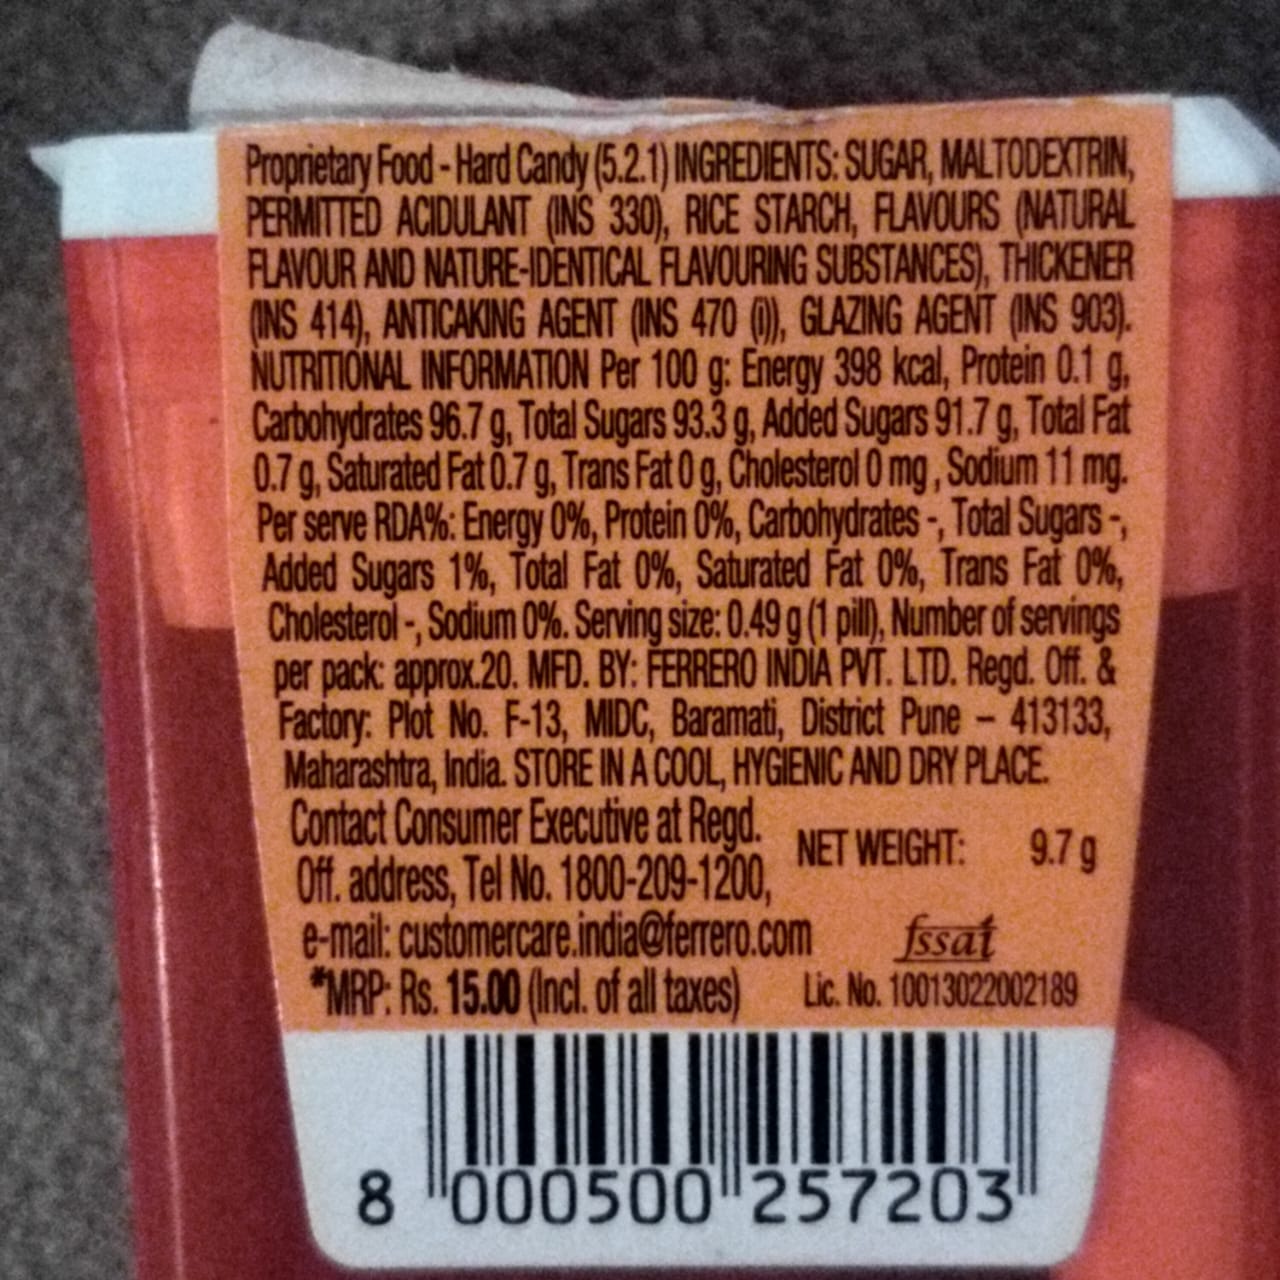 Proprietary Food - Hard Candy (5.2.1) INGREDIENTS: SUGAR, MALTODEXTRIN,
PERMITTED ACIDULANT (INS 330), RICE STARCH, FLAVOURS (NATURAL
FLAVOUR AND NATURE-IDENTICAL FLAVOURING SUBSTANCES), THICKENER
(INS 414), ANTICAKING AGENT (INS 470 (i)), GLAZING AGENT (INS 903).
NUTRITIONAL INFORMATION Per 100 g: Energy 398 kcal, Protein 0.1 g,
Carbohydrates 96.7 g, Total Sugars 93.3 g, Added Sugars 91.7 g, Total Fat
0.7 g, Saturated Fat 0.7 g, Trans Fat 0 g, Cholesterol 0 mg , Sodium 11 mg.
Per serve RDA%: Energy 0%, Protein 0%, Carbohydrates -, Total Sugars -,
Added Sugars 1%, Total Fat 0%, Saturated Fat 0%, Trans Fat 0%,
Cholesterol -, Sodium 0%. Serving size: 0.49 g (1 pill), Number of servings
per pack: approx.20. MFD. BY: FERRERO INDIA PVT. LTD. Regd. Off. &
Factory: Plot No. F-13, MIDC, Baramati, District Pune – 413133,
Maharashtra, India. STORE IN A COOL, HYGIENIC AND DRY PLACE.
Contact Consumer Executive at Regd.
Off. address, Tel No. 1800-209-1200,
NET WEIGHT: 9.7 g
e-mail: customercare.india@ferrero.com
fssai
*MRP: Rs. 15.00 (Incl. of all taxes)
Lic. No. 10013022002189
8 000500 257203